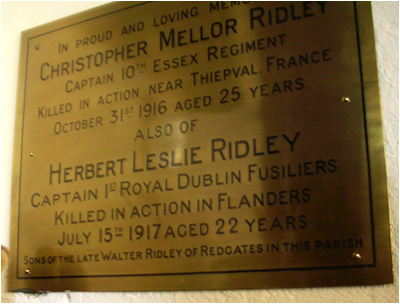 IN PROUD AND LOVING MEMO
CHRISTOPHER MELLOR RIDLEY
CAPTAIN 10TH ESSEX REGIMENT
KILLED IN ACTION NEAR THIEPVAL, FRANCE
OCTOBER 31ST 1916 AGED 25 YEARS.
ALSO OF
HERBERT LESLIE RIDLEY
CAPTAIN 1ST ROYAL DUBLIN FUSILIERS
KILLED IN ACTION IN FLANDERS
JULY 15TH 1917 AGED 22 YEARS
SONS OF THE LATE WALTER RIDLEY OF REDGATES IN THIS PARISH